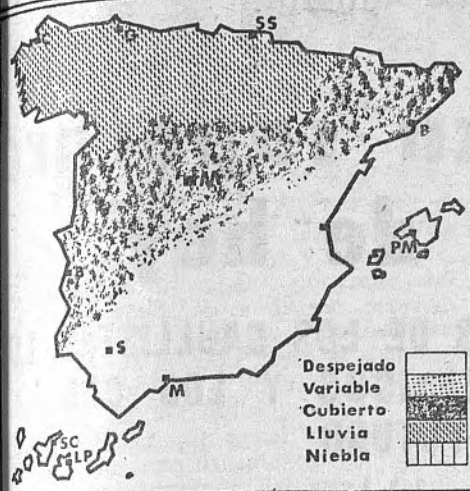 SS
G
B
M
PM
B
S
M
SC
LP
Despejado
Variable
Cubierto
Lluvia
Niebla